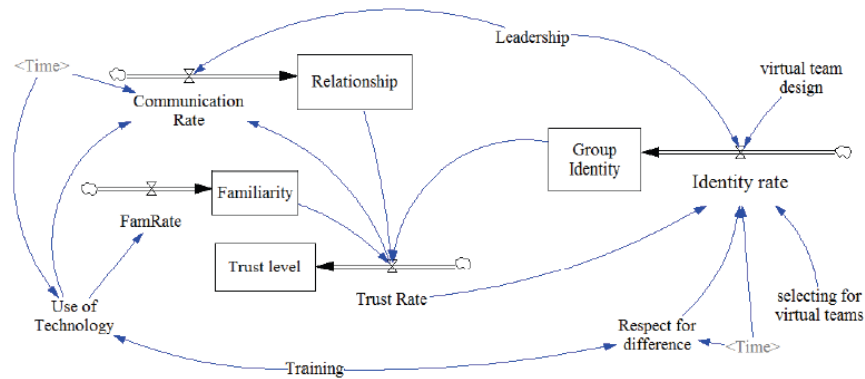 Leadership
<Time>
Relationship
virtual team
design
Communication
Rate
Group
Identity
Familiarity
Identity rate
FamRate
Trust level
Trust Rate
Use of
Technology
selecting for
virtual teams
Respect for
difference
<Time>
Training